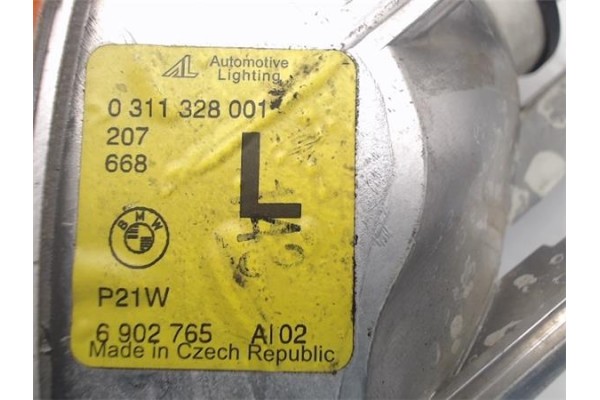 AL Automotive
Lighting
0 311 328 001
207
668
L
BMW
P21W
6 902 765 AI 02
Made in Czech Republic